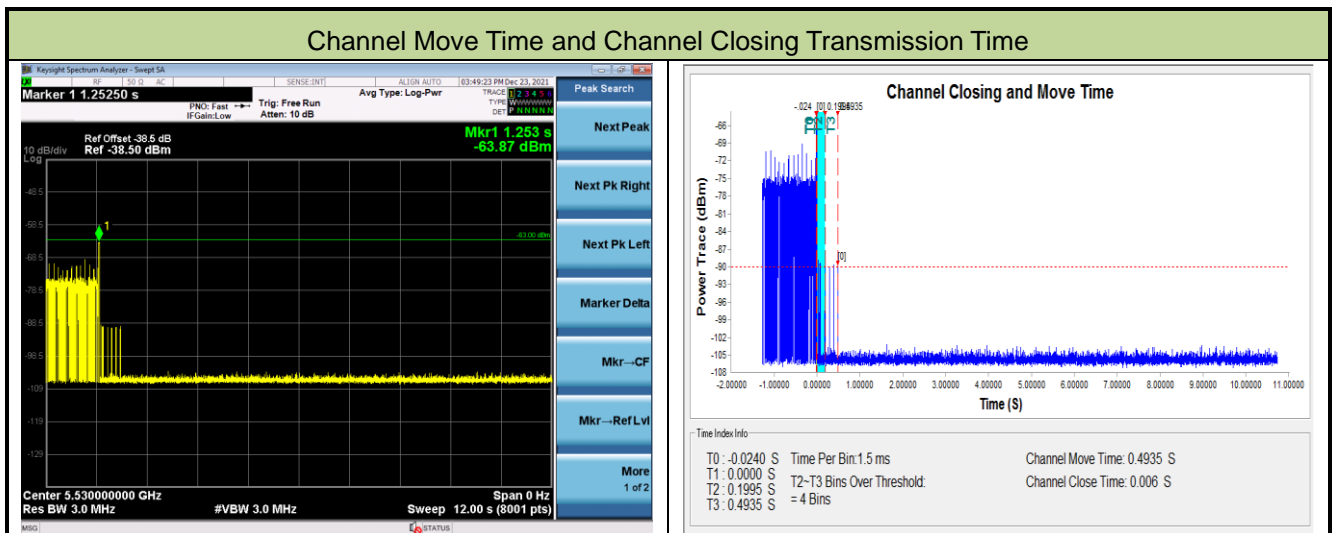 Channel Move Time and Channel Closing Transmission Time
Keysight Spectrum Analyzer - Swept SA
RF 50 Ω AC SENSE:INT ALIGN AUTO 03:49:23 PM Dec 23, 2021
Marker 1 1.25250 s
PNO: Fast
IFGain:Low
Trig: Free Run
Atten: 10 dB
Avg Type: Log-Pwr
TRACE 1 2 3 4 5 6
TYPE WWWWWW
DET P N N N N N
Ref Offset -38.5 dB
Ref -38.50 dBm
10 dB/div
Log
Mkr1 1.253 s
-63.87 dBm
-48.5
-58.5
-68.5
-78.5
-88.5
-98.5
-109
-119
-129
1
-63.00 dBm
Center 5.530000000 GHz
Res BW 3.0 MHz
#VBW 3.0 MHz
Span 0 Hz
Sweep 12.00 s (8001 pts)
MSG
STATUS
Peak Search
Next Peak
Next Pk Right
Next Pk Left
Marker Delta
Mkr→CF
Mkr→Ref Lvl
More
1 of 2
Channel Closing and Move Time
-.024 [0]
T0
T3
[0]
Power Trace (dBm)
-66
-69
-72
-75
-78
-81
-84
-87
-90
-93
-96
-99
-102
-105
-108
-2.00000 -1.00000 0.00000 1.00000 2.00000 3.00000 4.00000 5.00000 6.00000 7.00000 8.00000 9.00000 10.00000 11.00000
Time (S)
Time Index Info
T0 : -0.0240 S
T1 : 0.0000 S
T2 : 0.1995 S
T3 : 0.4935 S
Time Per Bin:1.5 ms
T2~T3 Bins Over Threshold:
= 4 Bins
Channel Move Time: 0.4935 S
Channel Close Time: 0.006 S